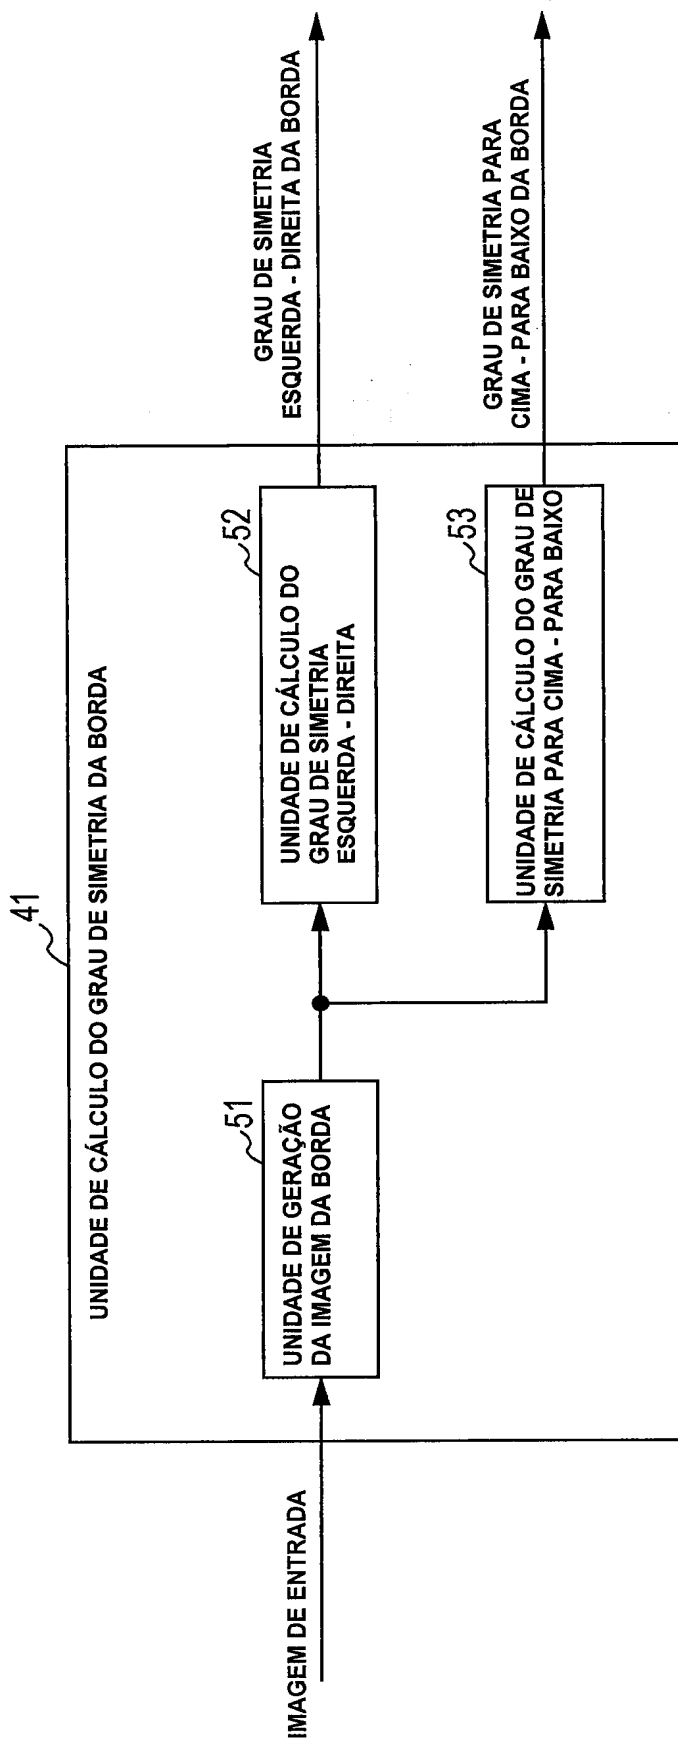 41
UNIDADE DE CÁLCULO DO GRAU DE SIMETRIA DA BORDA
IMAGEM DE ENTRADA
51
UNIDADE DE GERAÇÃO
DA IMAGEM DA BORDA
52
UNIDADE DE CÁLCULO DO
GRAU DE SIMETRIA
ESQUERDA - DIREITA
GRAU DE SIMETRIA
ESQUERDA - DIREITA DA BORDA
53
UNIDADE DE CÁLCULO DO GRAU DE
SIMETRIA PARA CIMA - PARA BAIXO
GRAU DE SIMETRIA PARA
CIMA - PARA BAIXO DA BORDA